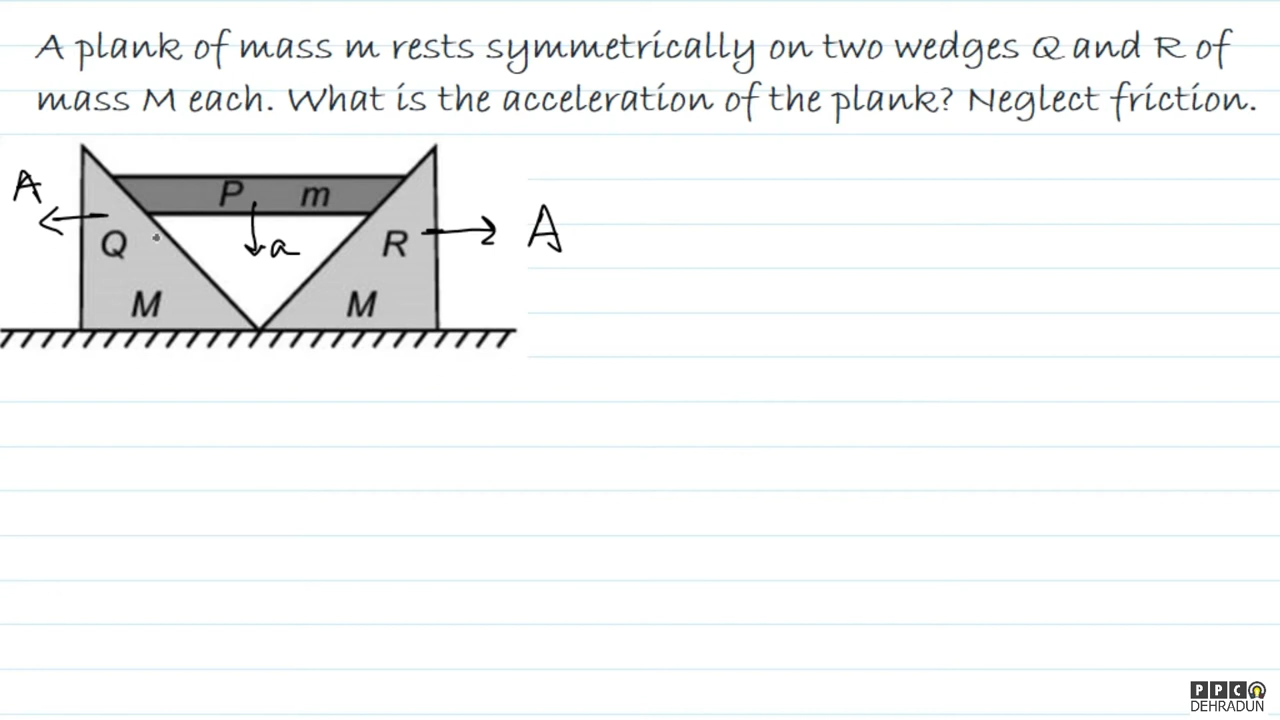 A plank of mass m rests symmetrically on two wedges Q and R of
mass M each. What is the acceleration of the plank? Neglect friction.
A
P m
Q
a
R
A
M
M
PPC
DEHRADUN